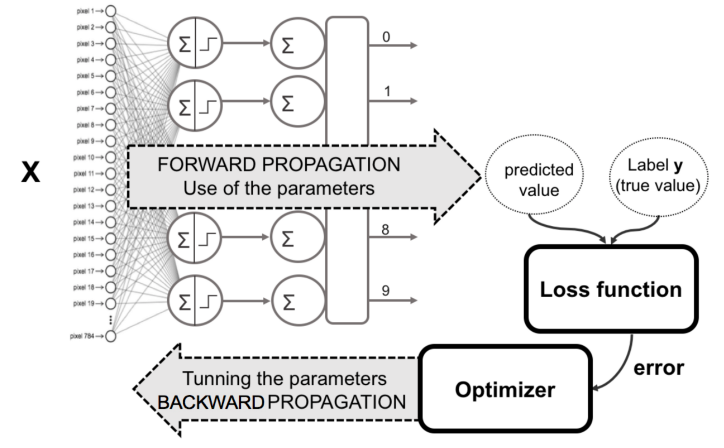 pixel 1
pixel 2
pixel 3
pixel 4
pixel 5
pixel 6
pixel 7
pixel 8
pixel 9
pixel 10
pixel 11
pixel 12
pixel 13
pixel 14
pixel 15
pixel 16
pixel 17
pixel 18
pixel 19
pixel 784
X
Σ
Σ
0
Σ
Σ
1
FORWARD PROPAGATION
Use of the parameters
Σ
Σ
8
Σ
Σ
9
predicted
value
Label y
(true value)
Loss function
error
Optimizer
Tunning the parameters
BACKWARD PROPAGATION